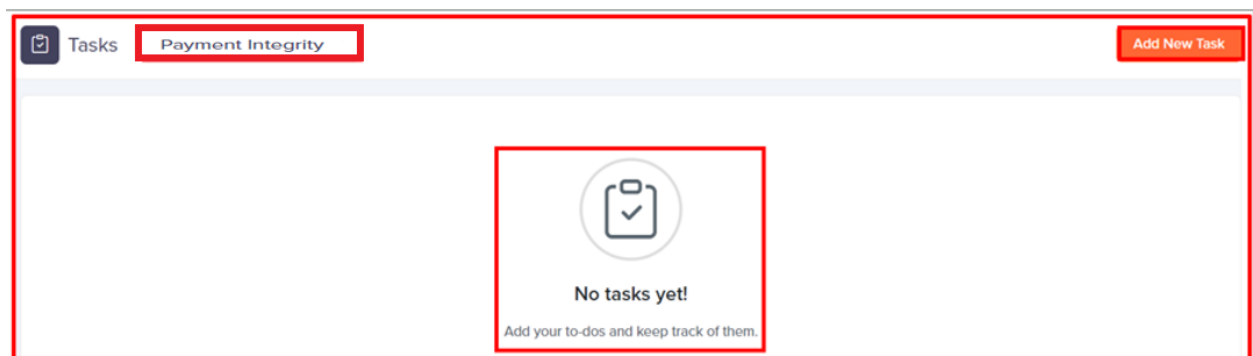 Tasks Payment Integrity Add New Task
No tasks yet!
Add your to-dos and keep track of them.